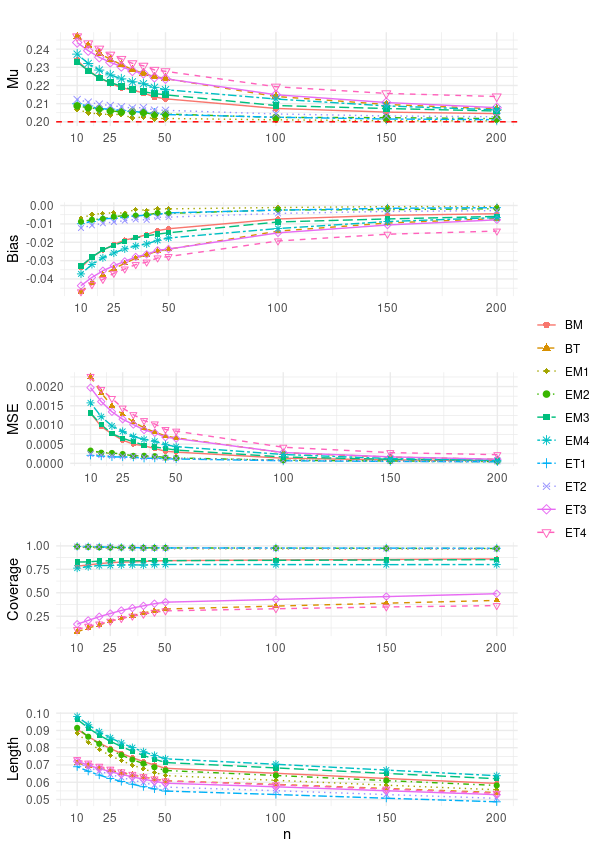 Mu
0.24
0.23
0.22
0.21
0.20
10 25 50 100 150 200
Bias
0.00
-0.01
-0.02
-0.03
-0.04
10 25 50 100 150 200
MSE
0.0020
0.0015
0.0010
0.0005
0.0000
10 25 50 100 150 200
Coverage
1.00
0.75
0.50
0.25
10 25 50 100 150 200
Length
0.10
0.09
0.08
0.07
0.06
0.05
10 25 50 100 150 200
n
BM
BT
EM1
EM2
EM3
EM4
ET1
ET2
ET3
ET4